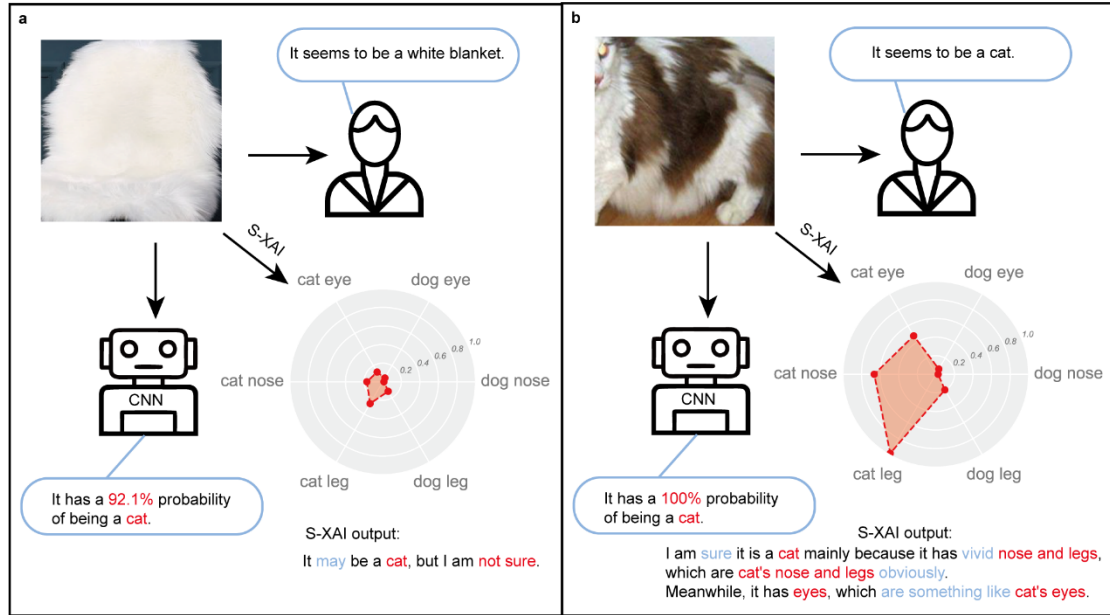 a
It seems to be a white blanket.
S-XAI
cat eye
dog eye
cat nose
0.2 0.4 0.6 0.8 1.0
dog nose
CNN
cat leg
dog leg
It has a 92.1% probability
of being a cat.
S-XAI output:
It may be a cat, but I am not sure.
b
It seems to be a cat.
S-XAI
cat eye
dog eye
cat nose
0.2 0.4 0.6 0.8 1.0
dog nose
CNN
cat leg
dog leg
It has a 100% probability
of being a cat.
S-XAI output:
I am sure it is a cat mainly because it has vivid nose and legs,
which are cat's nose and legs obviously.
Meanwhile, it has eyes, which are something like cat's eyes.